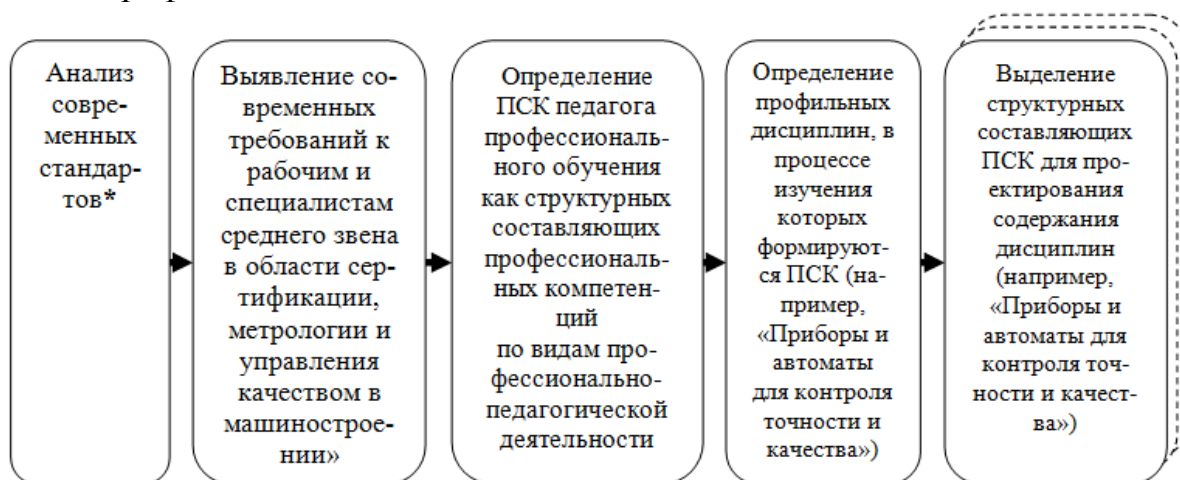 Анализ
совре-
менных
стандар-
тов*
Выявление со-
временных
требований к
рабочим и
специалистам
среднего звена
в области сер-
тификации,
метрологии и
управления
качеством в
машинострое-
нии»
Определение
ПСК педагога
профессиональ-
ного обучения
как структурных
составляющих
профессиональ-
ных компетен-
ций
по видам про-
фессионально-
педагогической
деятельности
Определение
профильных
дисциплин, в
процессе
изучения
которых
формируют-
ся ПСК (на-
пример,
«Приборы и
автоматы
для контроля
точности и
качества»)
Выделение
структурных
составляющих
ПСК для про-
ектирования
содержания
дисциплин
(например,
«Приборы и
автоматы для
контроля точ-
ности и качест-
ва»)